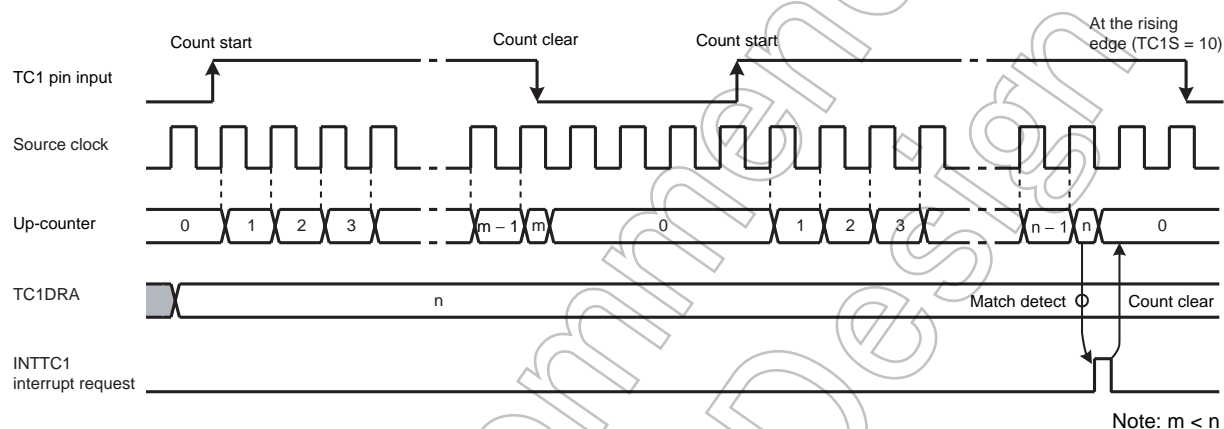 At the rising
edge (TC1S = 10)
Count start
Count clear
Count start
TC1 pin input
Source clock
Up-counter
0
1
2
3
m – 1
m
0
1
2
3
n – 1
n
0
TC1DRA
n
Match detect
Count clear
INTTC1
interrupt request
Note: m < n